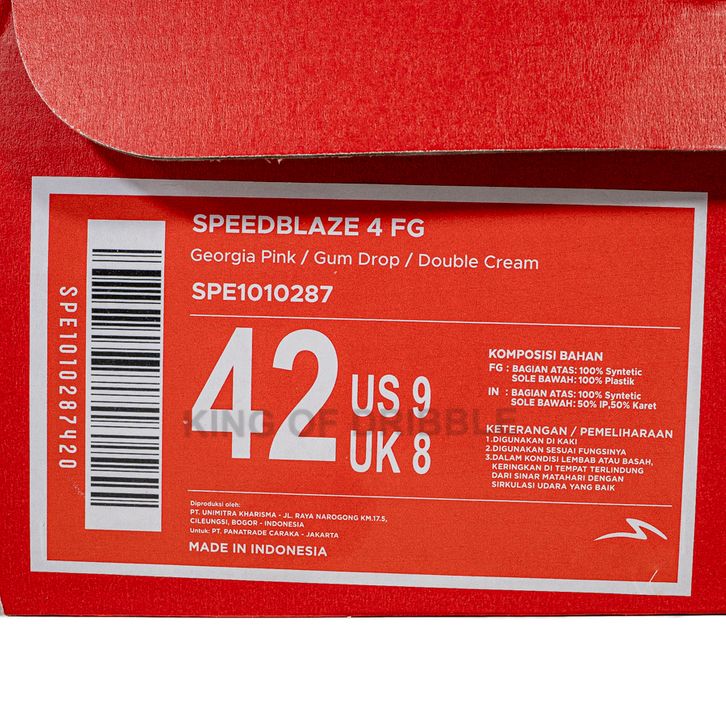 SPEEDBLAZE 4 FG
Georgia Pink / Gum Drop / Double Cream
SPE1010287
SPE1010287420
42
US 9
UK 8
KING OF DRIBBLE
KOMPOSISI BAHAN
FG : BAGIAN ATAS: 100% Syntetic
SOLE BAWAH: 100% Plastik
IN : BAGIAN ATAS: 100% Syntetic
SOLE BAWAH: 50% IP,50% Karet
KETERANGAN / PEMELIHARAAN
1.DIGUNAKAN DI KAKI
2.DIGUNAKAN SESUAI FUNGSINYA
3.DALAM KONDISI LEMBAB ATAU BASAH,
KERINGKAN DI TEMPAT TERLINDUNG
DARI SINAR MATAHARI DENGAN
SIRKULASI UDARA YANG BAIK
Diproduksi oleh:
PT. UNIMITRA KHARISMA - JL. RAYA NAROGONG KM.17.5,
CILEUNGSI, BOGOR - INDONESIA
Untuk: PT. PANATRADE CARAKA - JAKARTA
MADE IN INDONESIA